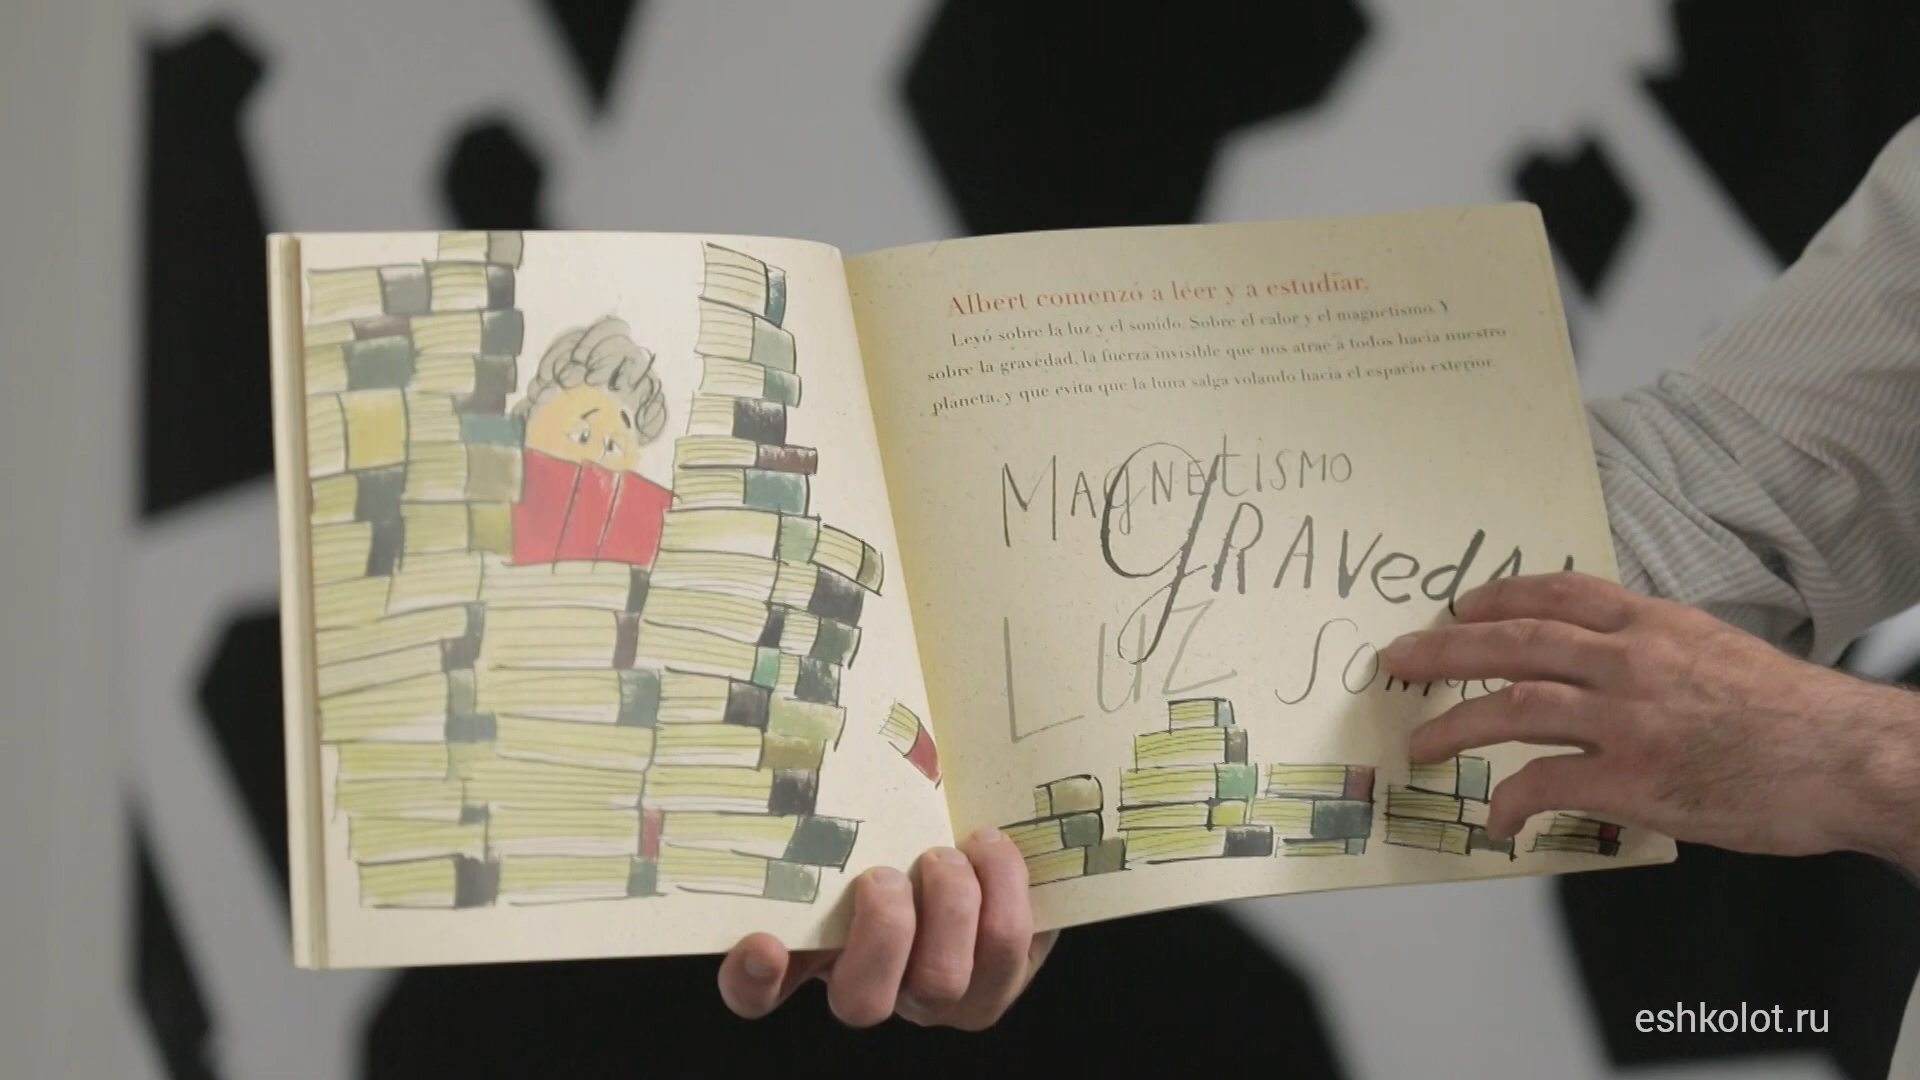 Albert comenzó a leer y a estudiar.
Leyó sobre la luz y el sonido. Sobre el calor y el magnetismo. Y
sobre la gravedad, la fuerza invisible que nos atrae a todos hacia nuestro
planeta, y que evita que la luna salga volando hacia el espacio exterior
MAGNEtISMO
gRAVedA
LUZ
eshkolot.ru